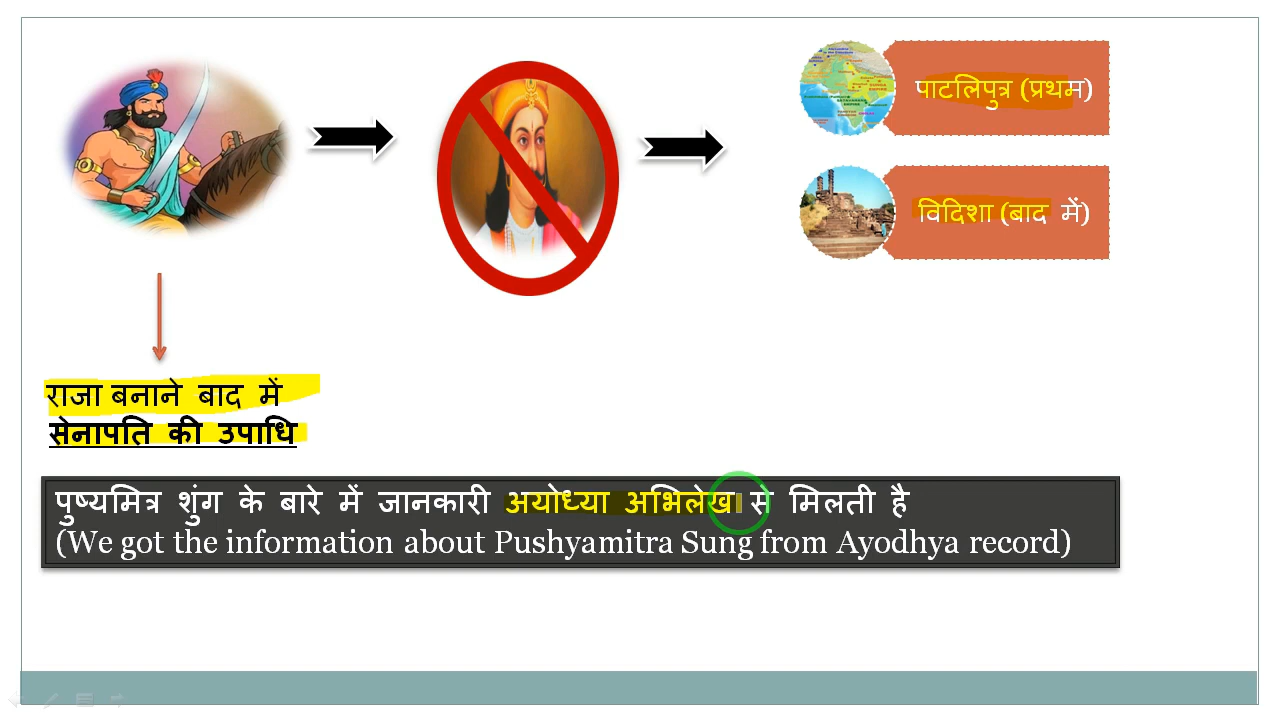 पाटलिपुत्र (प्रथम)
विदिशा (बाद में)
राजा बनाने बाद में
सेनापति की उपाधि
पुष्यमित्र शुंग के बारे में जानकारी अयोध्या अभिलेख से मिलती है
(We got the information about Pushyamitra Sung from Ayodhya record)